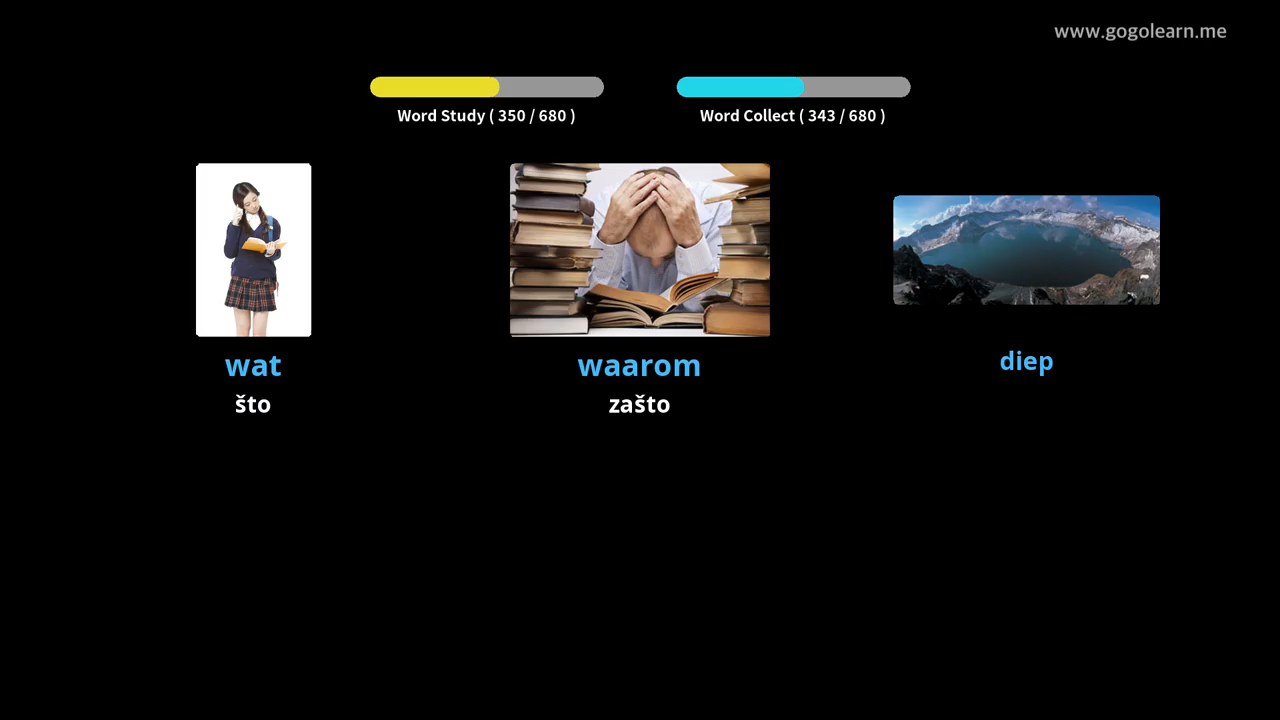 www.gogolearn.me
Word Study ( 350 / 680 )
Word Collect ( 343 / 680 )
wat
što
waarom
zašto
diep